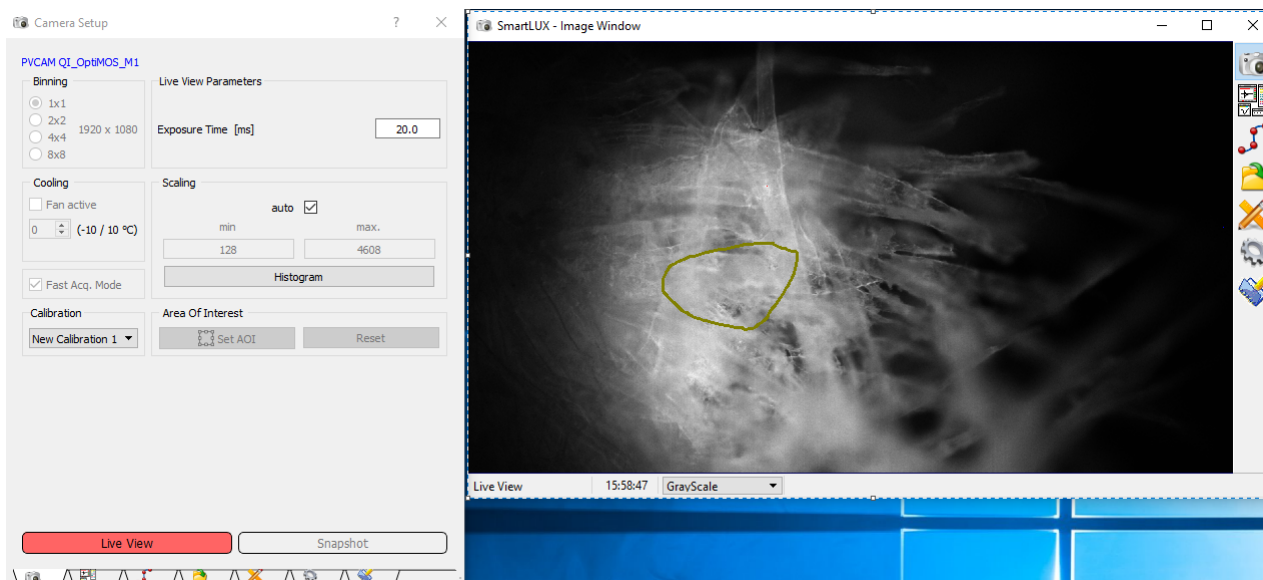 Camera Setup
?
PVCAM QI_OptiMOS_M1
Binning
1x1
2x2
4x4
8x8
1920 x 1080
Live View Parameters
Exposure Time [ms]
20.0
Cooling
Fan active
0
(-10 / 10 ºC)
Fast Acq. Mode
Scaling
auto
min
max.
128
4608
Histogram
Calibration
New Calibration 1
Area Of Interest
Set AOI
Reset
Live View
Snapshot
SmartLUX - Image Window
Live View
15:58:47
GrayScale